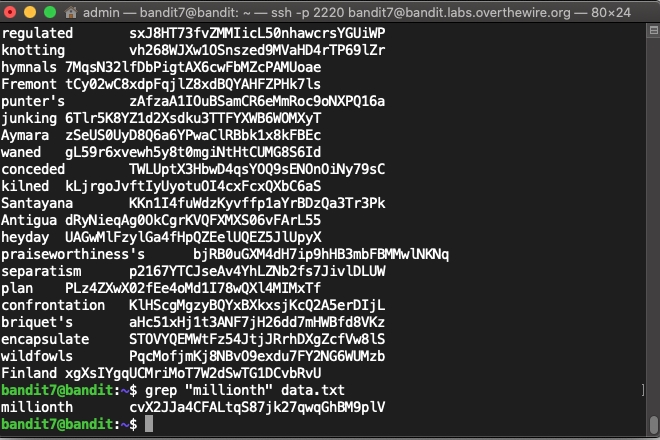 admin — bandit7@bandit: ~ — ssh -p 2220 bandit7@bandit.labs.overthewire.org — 80×24
regulated sxJ8HT73fvZMMIicL50nhawcrsYGUiWP
knotting vh268WJXw1OSnszed9MVaHD4rTP69lZr
hymnals 7MqsN32lfDbPigtAX6cwFbMZcPAMUoae
Fremont tCy02wC8xdpFqjlZ8xdBQYAHFZPHk7ls
punter's zAfzaA1IOuBSamCR6eMmRoc9oNXPQ16a
junking 6Tlr5K8YZ1d2Xsdku3TTFYXWB6WOMXyT
Aymara zSeUS0UyD8Q6a6YPwaClRBbk1x8kFBEc
waned gL59r6xvewh5y8t0mgiNtHtCUMG8S6Id
conceded TWLUptX3HbwD4qsYOQ9sENOnOiNy79sC
kilned kLjrgoJvftIyUyotuOI4cxFcxQXbC6aS
Santayana KKn1I4fuWdzKyvffp1aYrBDzQa3Tr3Pk
Antigua dRyNieqAg0OkCgrKVQFXMXS06vFArL55
heyday UAGwMlFzylGa4fHpQZEelUQEZ5JlUpyX
praiseworthiness's bjRB0uGXM4dH7ip9hHB3mbFBMMwlNKNq
separatism p2167YTCJseAv4YhLZNb2fs7JivlDLUW
plan PLz4ZXwX02fEe4oMd1I78wQXl4MIMxTf
confrontation KlHScgMgzyBQYxBXkxsjKcQ2A5erDIjL
briquet's aHc51xHj1t3ANF7jH26dd7mHWBfd8VKz
encapsulate STOVYQEMWtFz54JtjJRrhDXgZcfVw8lS
wildfowls PqcMofjmKj8NBvO9exdu7FY2NG6WUMzb
Finland xgXsIYgqUCMriMoT7W2dSwTG1DCvbRvU
bandit7@bandit:~$ grep "millionth" data.txt
millionth cvX2JJa4CFALtqS87jk27qwqGhBM9plV
bandit7@bandit:~$